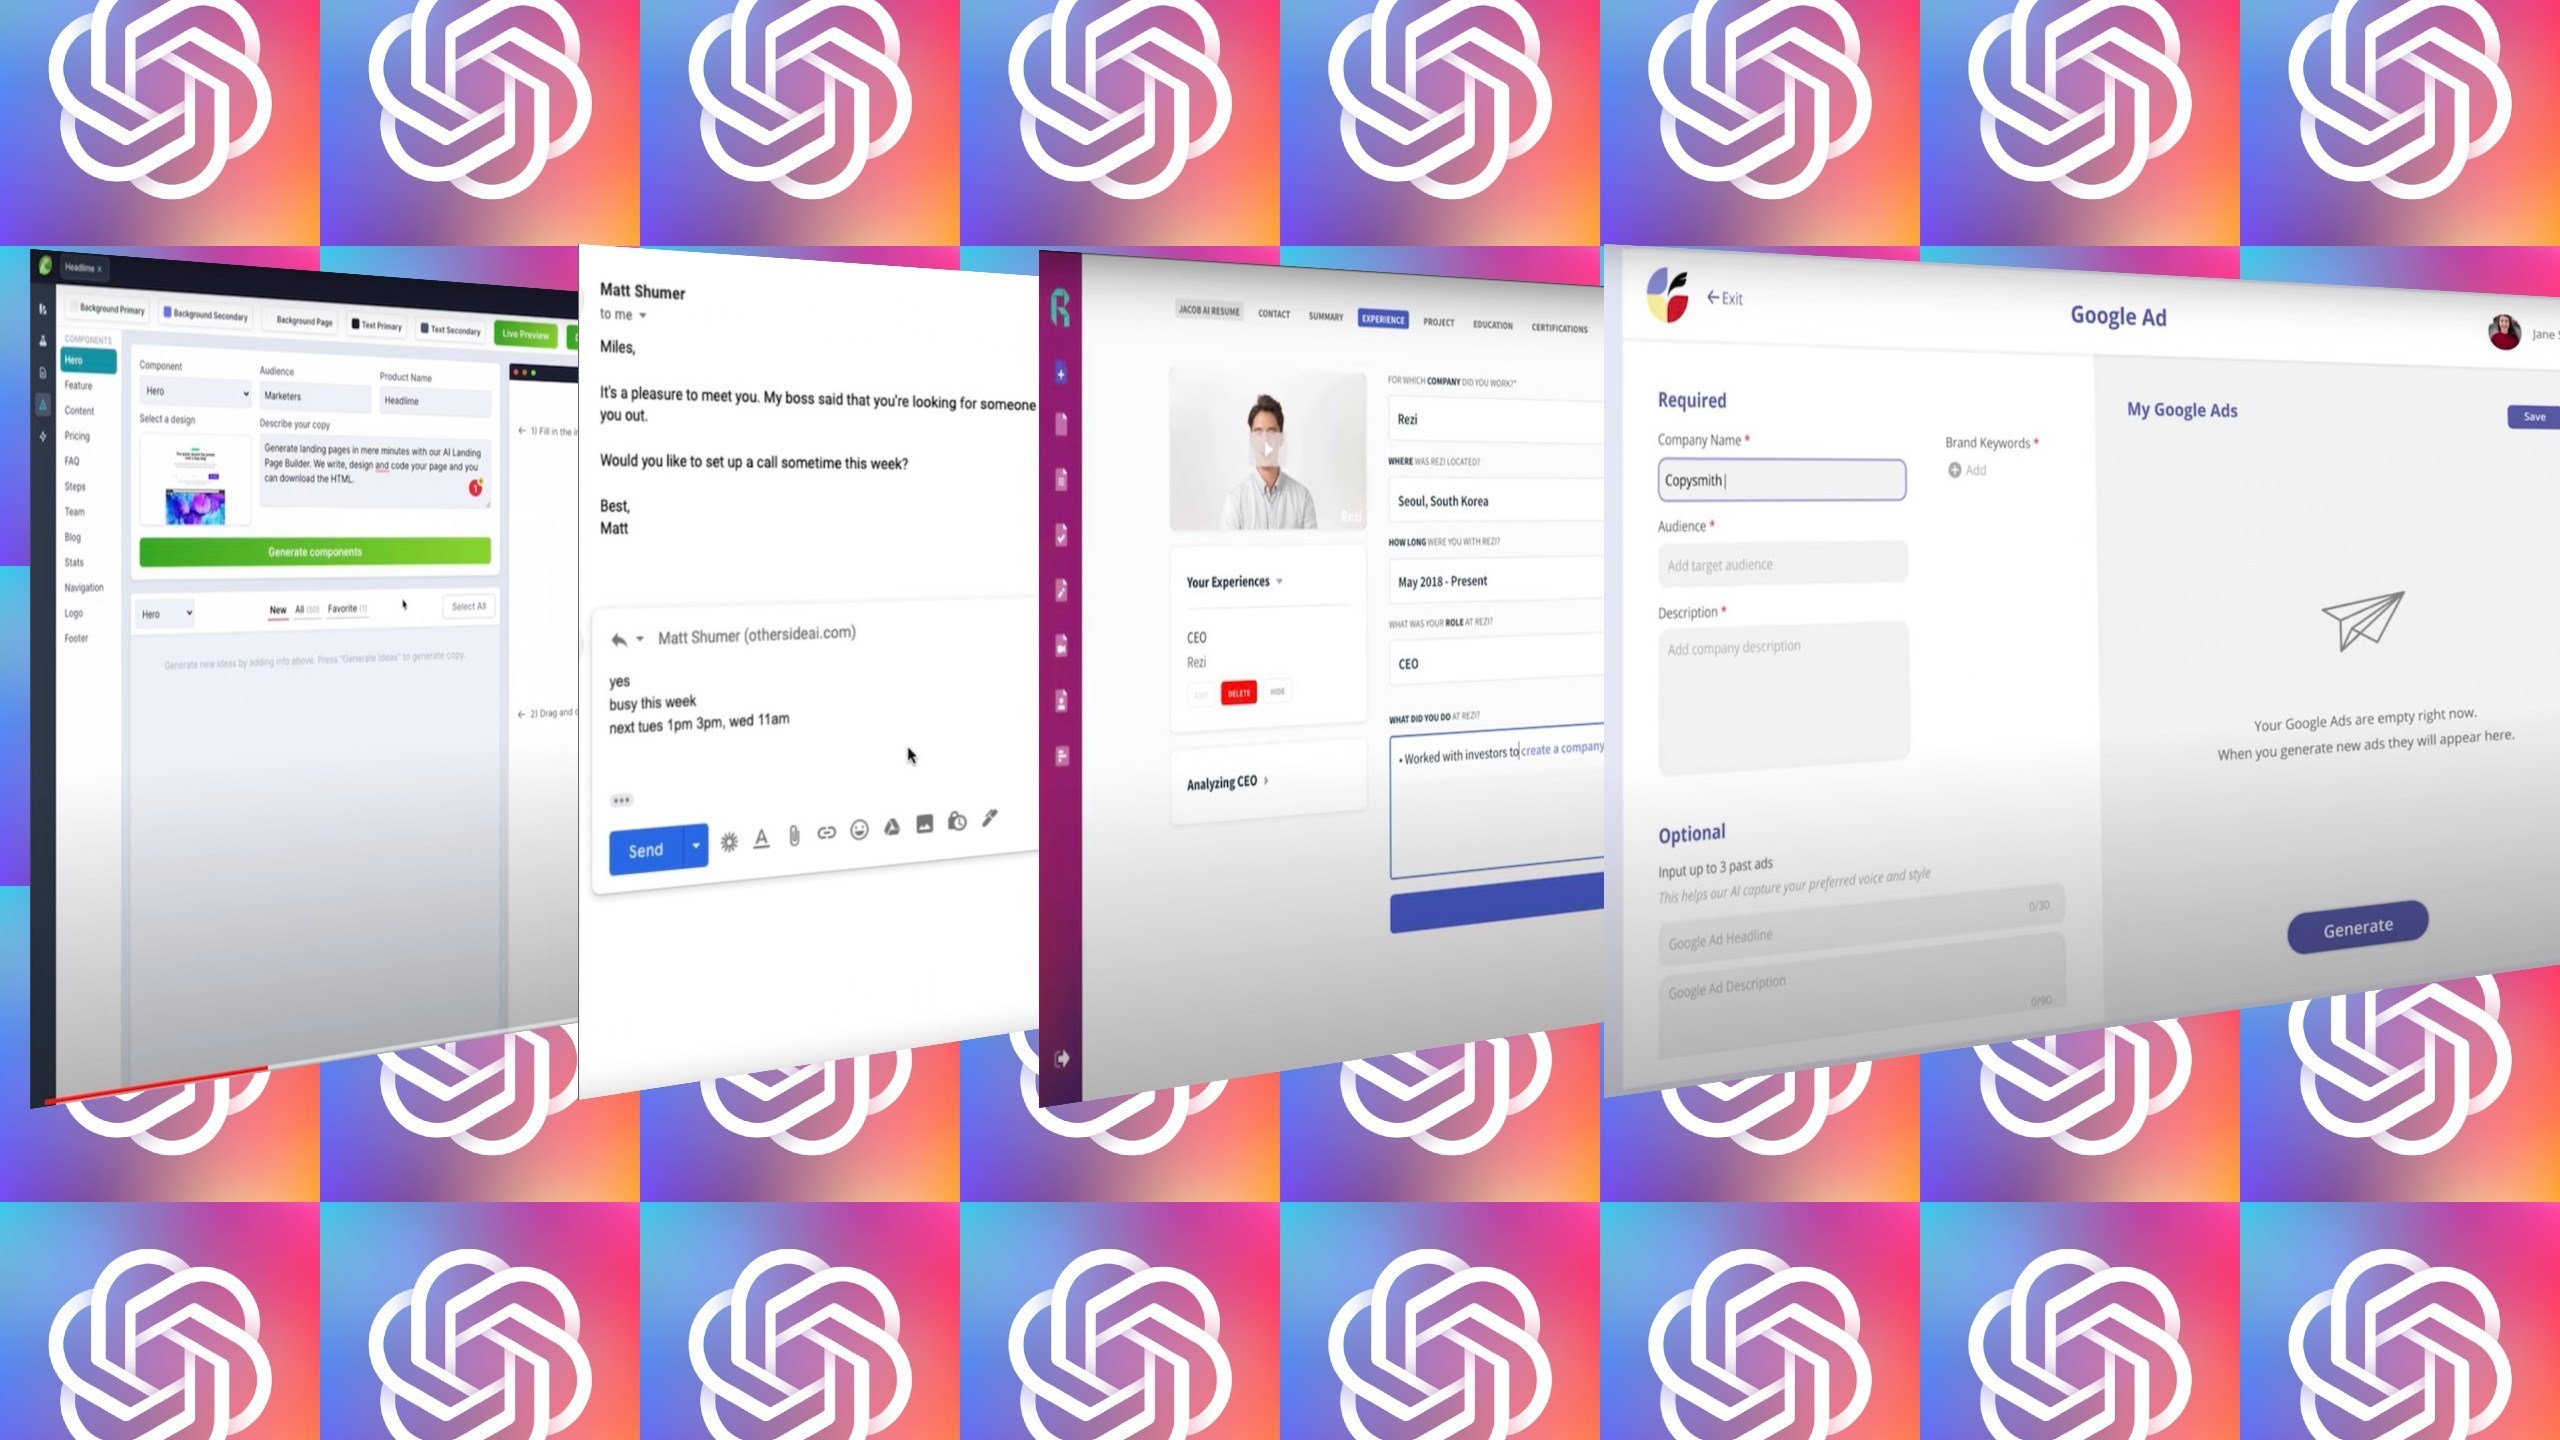 Headlime x
Background Primary
Background Secondary
Background Page
Text Primary
Text Secondary
Live Preview
COMPONENTS
Hero
Feature
Content
Pricing
FAQ
Steps
Team
Blog
Stats
Navigation
Logo
Footer
Component
Hero
Audience
Marketers
Product Name
Headlime
Select a design
Describe your copy
Generate landing pages in mere minutes with our AI Landing
Page Builder. We write, design and code your page and you
can download the HTML.
1
Generate components
Hero
New
All (50)
Favorite (1)
Select All
Generate new ideas by adding info above. Press "Generate Ideas" to generate copy.
← 1) Fill in the
← 2) Drag and
Matt Shumer
to me
Miles,
It's a pleasure to meet you. My boss said that you're looking for someone
you out.
Would you like to set up a call sometime this week?
Best,
Matt
Matt Shumer (othersideai.com)
yes
busy this week
next tues 1pm 3pm, wed 11am
Send
R
JACOB AI RESUME
CONTACT
SUMMARY
EXPERIENCE
PROJECT
EDUCATION
CERTIFICATIONS
Rezi
Your Experiences
CEO
Rezi
EDIT
DELETE
HIDE
Analyzing CEO
FOR WHICH COMPANY DID YOU WORK?*
Rezi
WHERE WAS REZI LOCATED?
Seoul, South Korea
HOW LONG WERE YOU WITH REZI?
May 2018 - Present
WHAT WAS YOUR ROLE AT REZI?
CEO
WHAT DID YOU DO AT REZI?
• Worked with investors to create a company
← Exit
Google Ad
Jane
Required
Company Name *
Copysmith
Brand Keywords *
Add
Audience *
Add target audience
Description *
Add company description
Optional
Input up to 3 past ads
This helps our AI capture your preferred voice and style
0/30
Google Ad Headline
Google Ad Description
0/90
My Google Ads
Save
Your Google Ads are empty right now.
When you generate new ads they will appear here.
Generate